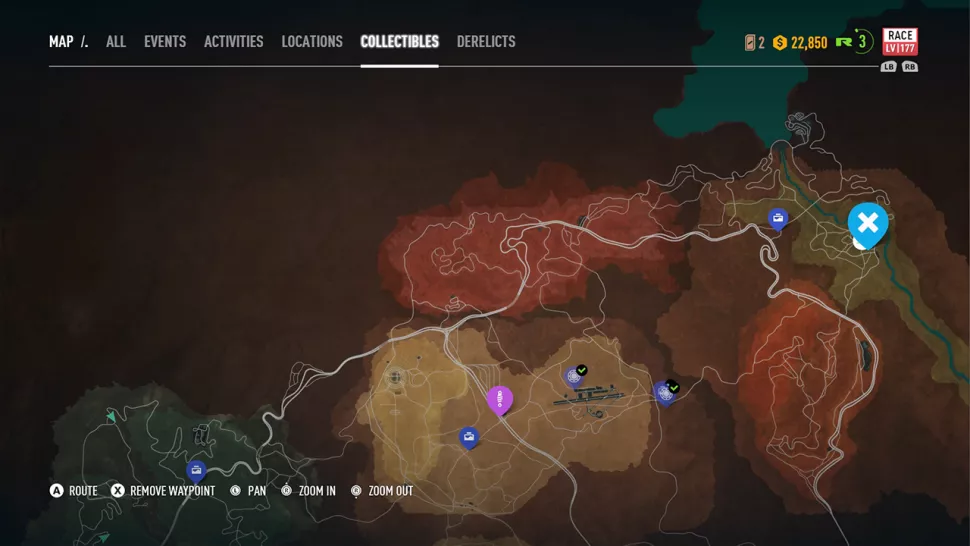 MAP /. ALL EVENTS ACTIVITIES LOCATIONS COLLECTIBLES DERELICTS
2 $ 22,850 R 3 RACE
LV|177
LB RB
A ROUTE X REMOVE WAYPOINT L PAN R ZOOM IN R ZOOM OUT